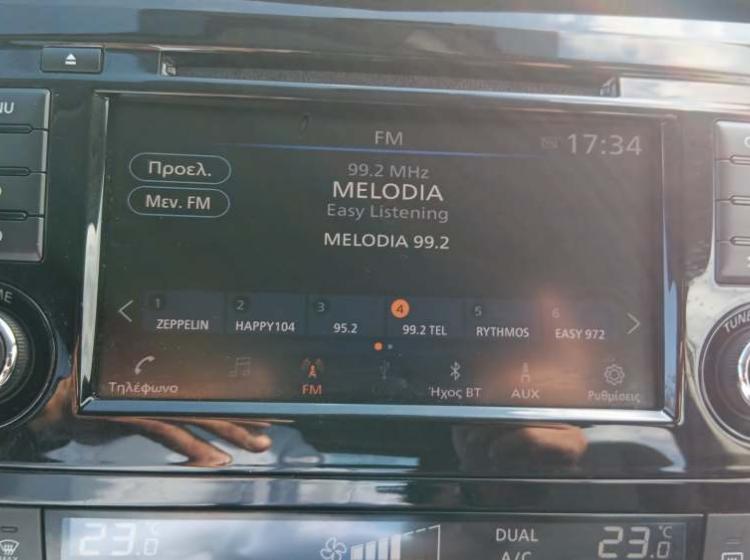 FM
17:34
Προελ.
99.2 MHz
MELODIA
Μεν. FM
Easy Listening
MELODIA 99.2
1 2 3 4 5 6
ZEPPELIN HAPPY104 95.2 99.2 TEL RYTHMOS EASY 972
Τηλέφωνο FM Ήχος BT AUX Ρυθμίσεις
23.0 °C DUAL 23.0 °C
A/C